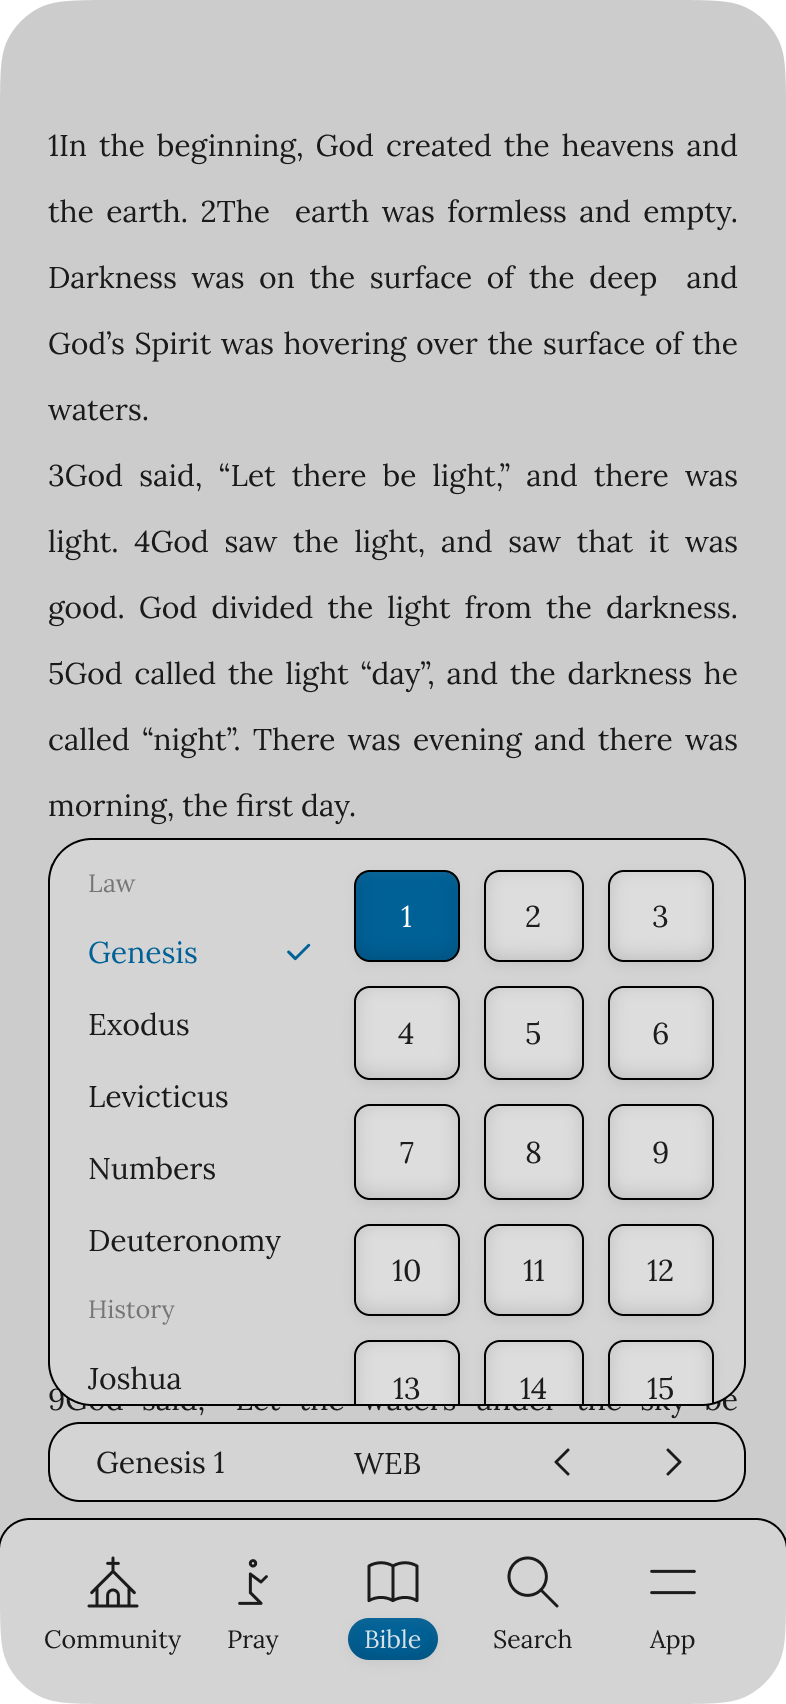 1In the beginning, God created the heavens and
the earth. 2The earth was formless and empty.
Darkness was on the surface of the deep and
God’s Spirit was hovering over the surface of the
waters.
3God said, “Let there be light,” and there was
light. 4God saw the light, and saw that it was
good. God divided the light from the darkness.
5God called the light “day”, and the darkness he
called “night”. There was evening and there was
morning, the first day.
Law
Genesis
Exodus
Levicticus
Numbers
Deuteronomy
History
Joshua
1 2 3
4 5 6
7 8 9
10 11 12
13 14 15
9God said, “Let the waters under the sky be
Genesis 1 WEB
Community Pray Bible Search App